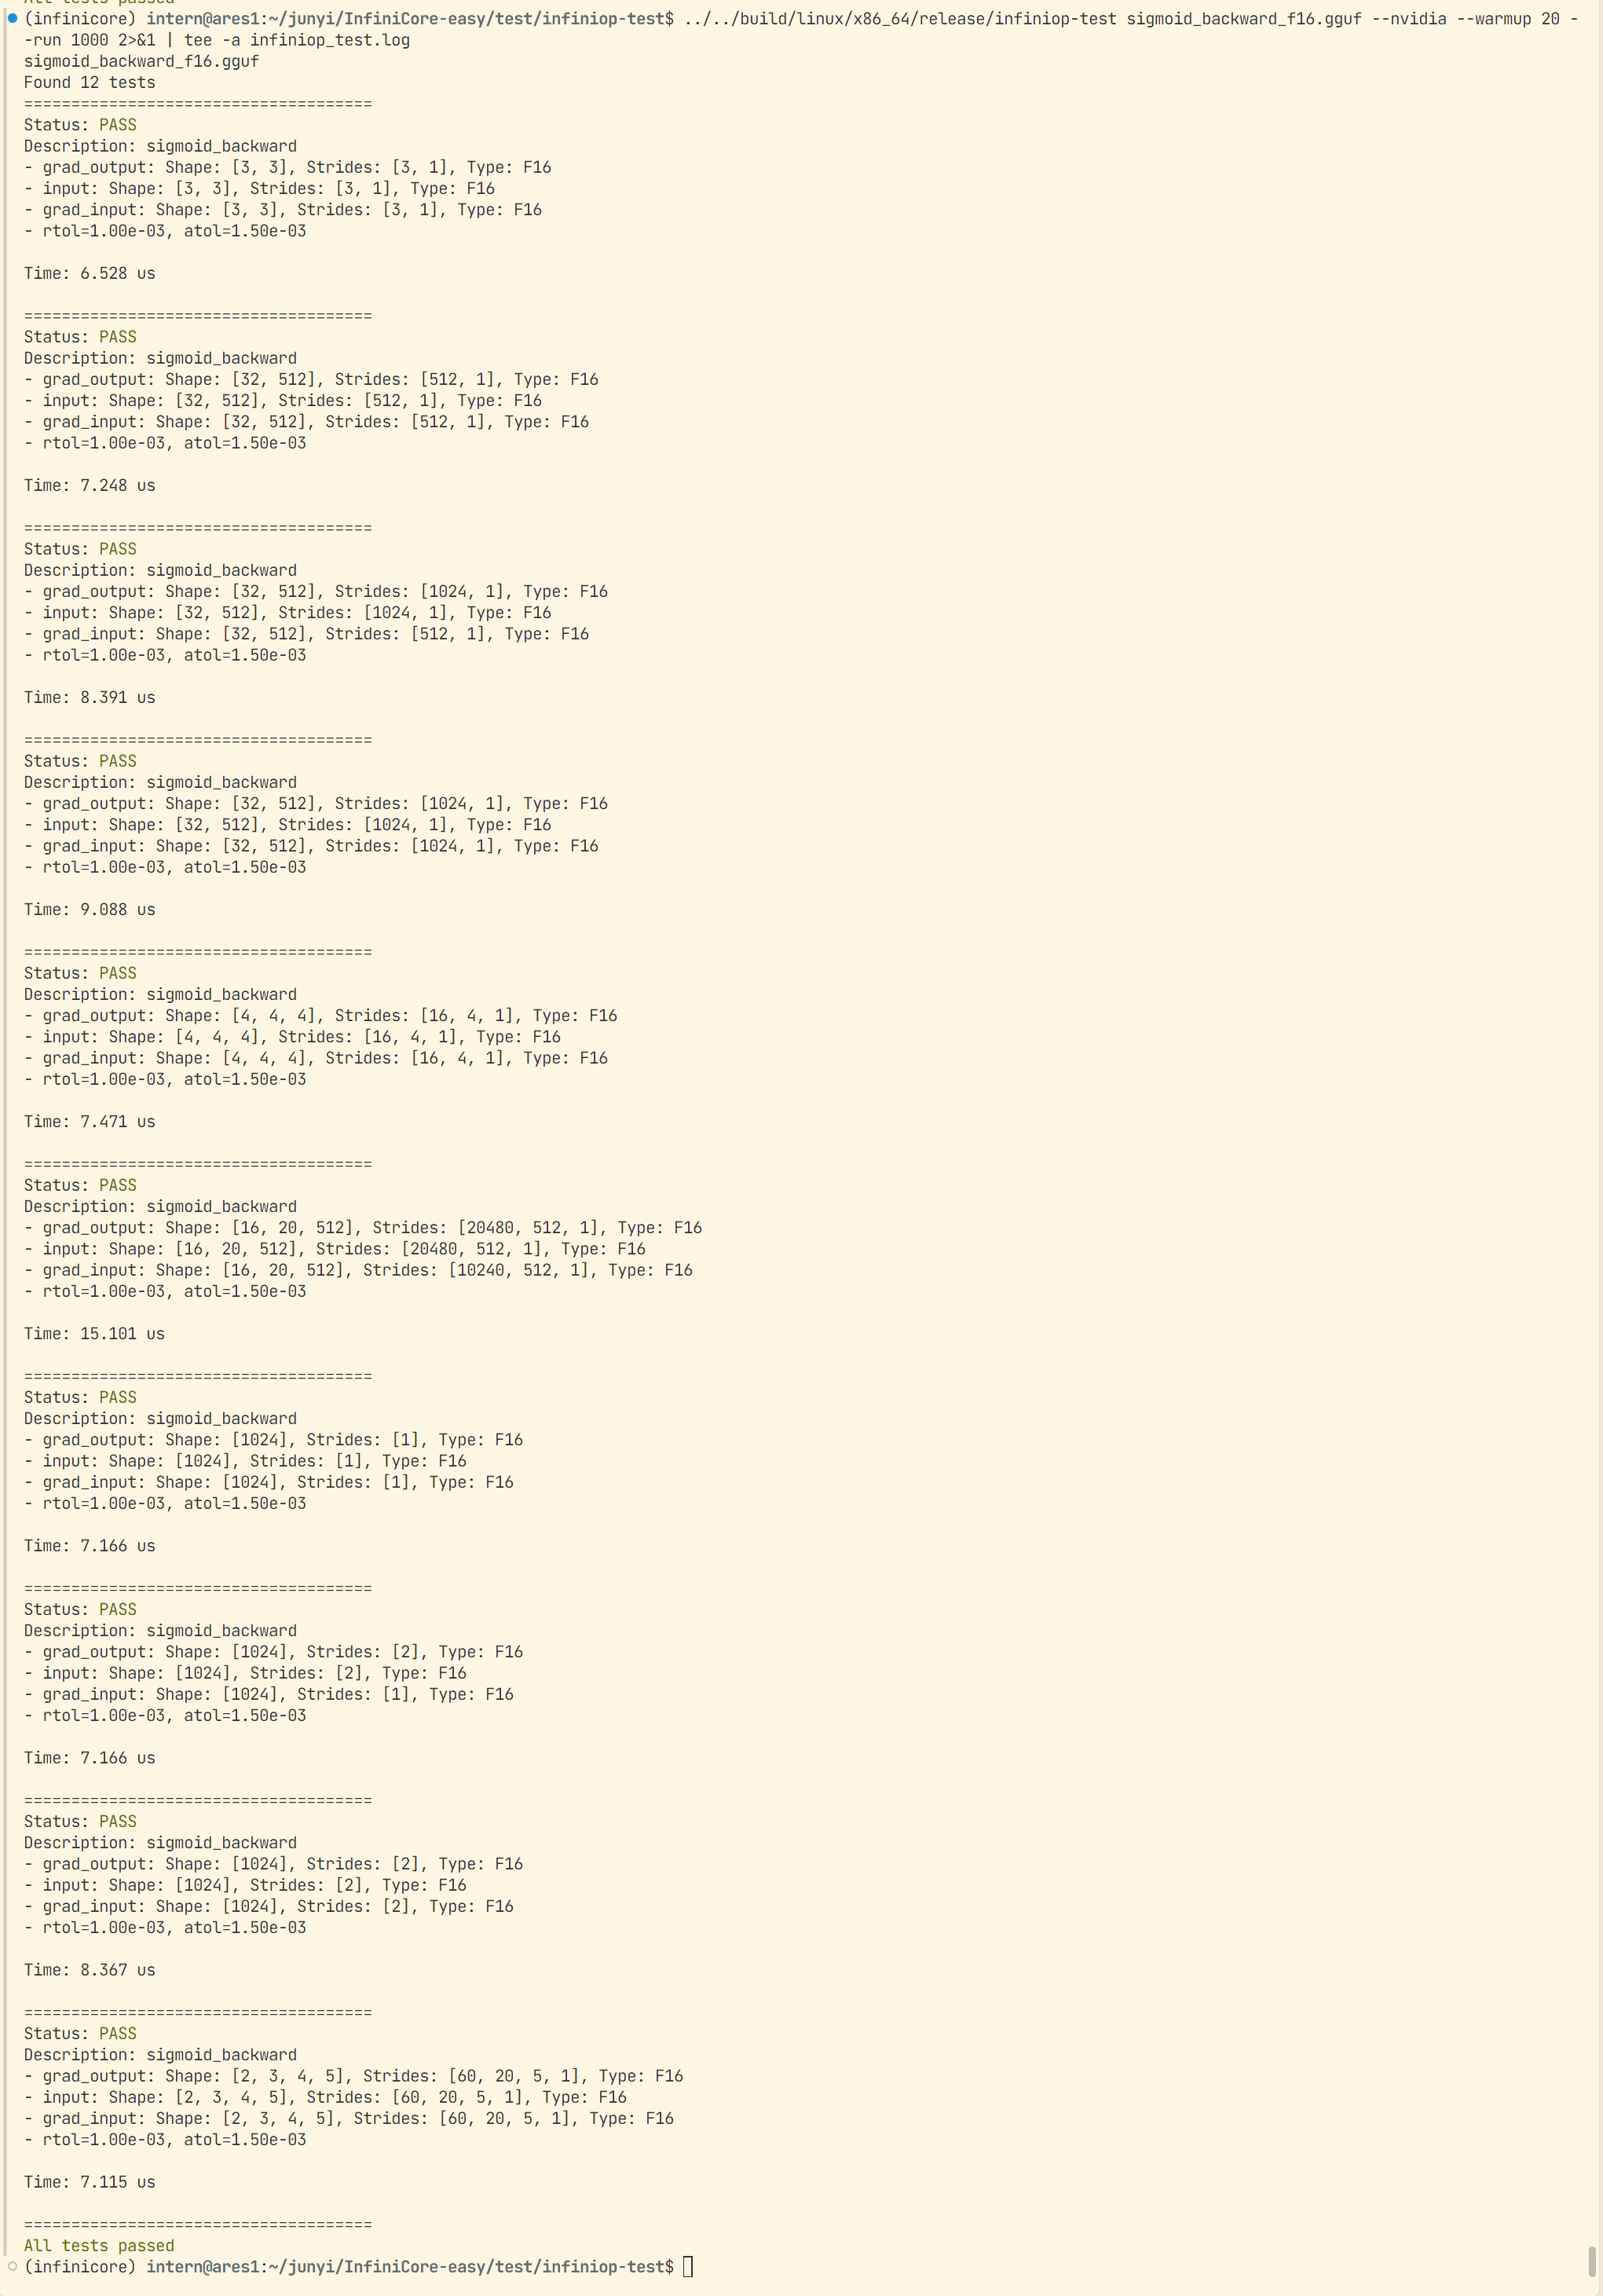 All tests passed
(infinicore) intern@ares1:~/junyi/InfiniCore-easy/test/infiniop-test$ ../../build/linux/x86_64/release/infiniop-test sigmoid_backward_f16.gguf --nvidia --warmup 20 -
-run 1000 2>&1 | tee -a infiniop_test.log
sigmoid_backward_f16.gguf
Found 12 tests
=====================================
Status: PASS
Description: sigmoid_backward
- grad_output: Shape: [3, 3], Strides: [3, 1], Type: F16
- input: Shape: [3, 3], Strides: [3, 1], Type: F16
- grad_input: Shape: [3, 3], Strides: [3, 1], Type: F16
- rtol=1.00e-03, atol=1.50e-03

Time: 6.528 us

=====================================
Status: PASS
Description: sigmoid_backward
- grad_output: Shape: [32, 512], Strides: [512, 1], Type: F16
- input: Shape: [32, 512], Strides: [512, 1], Type: F16
- grad_input: Shape: [32, 512], Strides: [512, 1], Type: F16
- rtol=1.00e-03, atol=1.50e-03

Time: 7.248 us

=====================================
Status: PASS
Description: sigmoid_backward
- grad_output: Shape: [32, 512], Strides: [1024, 1], Type: F16
- input: Shape: [32, 512], Strides: [1024, 1], Type: F16
- grad_input: Shape: [32, 512], Strides: [512, 1], Type: F16
- rtol=1.00e-03, atol=1.50e-03

Time: 8.391 us

=====================================
Status: PASS
Description: sigmoid_backward
- grad_output: Shape: [32, 512], Strides: [1024, 1], Type: F16
- input: Shape: [32, 512], Strides: [1024, 1], Type: F16
- grad_input: Shape: [32, 512], Strides: [1024, 1], Type: F16
- rtol=1.00e-03, atol=1.50e-03

Time: 9.088 us

=====================================
Status: PASS
Description: sigmoid_backward
- grad_output: Shape: [4, 4, 4], Strides: [16, 4, 1], Type: F16
- input: Shape: [4, 4, 4], Strides: [16, 4, 1], Type: F16
- grad_input: Shape: [4, 4, 4], Strides: [16, 4, 1], Type: F16
- rtol=1.00e-03, atol=1.50e-03

Time: 7.471 us

=====================================
Status: PASS
Description: sigmoid_backward
- grad_output: Shape: [16, 20, 512], Strides: [20480, 512, 1], Type: F16
- input: Shape: [16, 20, 512], Strides: [20480, 512, 1], Type: F16
- grad_input: Shape: [16, 20, 512], Strides: [10240, 512, 1], Type: F16
- rtol=1.00e-03, atol=1.50e-03

Time: 15.101 us

=====================================
Status: PASS
Description: sigmoid_backward
- grad_output: Shape: [1024], Strides: [1], Type: F16
- input: Shape: [1024], Strides: [1], Type: F16
- grad_input: Shape: [1024], Strides: [1], Type: F16
- rtol=1.00e-03, atol=1.50e-03

Time: 7.166 us

=====================================
Status: PASS
Description: sigmoid_backward
- grad_output: Shape: [1024], Strides: [2], Type: F16
- input: Shape: [1024], Strides: [2], Type: F16
- grad_input: Shape: [1024], Strides: [1], Type: F16
- rtol=1.00e-03, atol=1.50e-03

Time: 7.166 us

=====================================
Status: PASS
Description: sigmoid_backward
- grad_output: Shape: [1024], Strides: [2], Type: F16
- input: Shape: [1024], Strides: [2], Type: F16
- grad_input: Shape: [1024], Strides: [2], Type: F16
- rtol=1.00e-03, atol=1.50e-03

Time: 8.367 us

=====================================
Status: PASS
Description: sigmoid_backward
- grad_output: Shape: [2, 3, 4, 5], Strides: [60, 20, 5, 1], Type: F16
- input: Shape: [2, 3, 4, 5], Strides: [60, 20, 5, 1], Type: F16
- grad_input: Shape: [2, 3, 4, 5], Strides: [60, 20, 5, 1], Type: F16
- rtol=1.00e-03, atol=1.50e-03

Time: 7.115 us

=====================================
All tests passed
(infinicore) intern@ares1:~/junyi/InfiniCore-easy/test/infiniop-test$